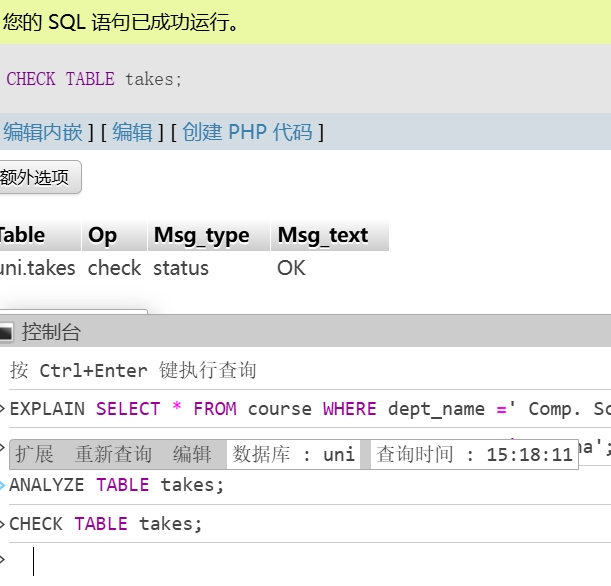 您的 SQL 语句已成功运行。
CHECK TABLE takes;
编辑内嵌 ] [ 编辑 ] [ 创建 PHP 代码 ]
额外选项
Table Op Msg_type Msg_text
uni.takes check status OK
控制台
按 Ctrl+Enter 键执行查询
>EXPLAIN SELECT * FROM course WHERE dept_name =' Comp. Sc
扩展 重新查询 编辑 数据库 : uni 查询时间 : 15:18:11 a';
>ANALYZE TABLE takes;
>CHECK TABLE takes;
>